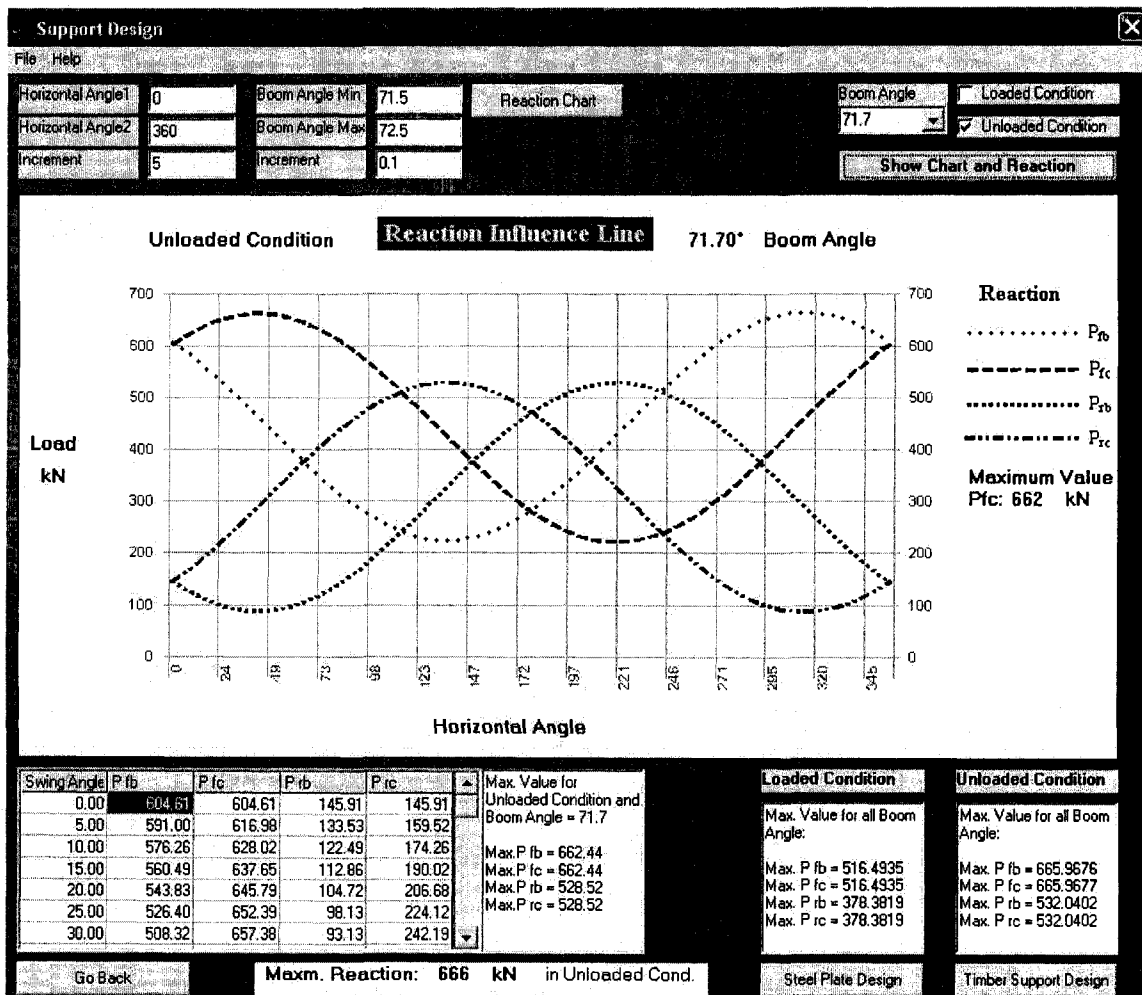 Support Design
File Help
Horizontal Angle1 0 Boom Angle Min 71.5 Reaction Chart Boom Angle Loaded Condition
Horizontal Angle2 360 Boom Angle Max 72.5 71.7 Unloaded Condition
Increment 5 Increment 0.1 Show Chart and Reaction
Unloaded Condition Reaction Influence Line 71.70° Boom Angle
700 700 Reaction
600 600 Pfb
500 500 Pfc
400 400 Prb
300 300 Prc
200 200
100 100
0 0
Load
kN
Maximum Value
Pfc: 662 kN
0 24 49 73 98 123 147 172 197 221 246 271 295 320 345
Horizontal Angle
Swing Angle P fb P fc P rb P rc
0.00 604.61 604.61 145.91 145.91
5.00 591.00 616.98 133.53 159.52
10.00 576.26 628.02 122.49 174.26
15.00 560.49 637.65 112.86 190.02
20.00 543.83 645.79 104.72 206.68
25.00 526.40 652.39 98.13 224.12
30.00 508.32 657.38 93.13 242.19
Max. Value for
Unloaded Condition and
Boom Angle = 71.7
Max.P fb = 662.44
Max.P fc = 662.44
Max.P rb = 528.52
Max.P rc = 528.52
Loaded Condition
Max. Value for all Boom
Angle:
Max. P fb = 516.4935
Max. P fc = 516.4935
Max. P rb = 378.3819
Max. P rc = 378.3819
Unloaded Condition
Max. Value for all Boom
Angle:
Max. P fb = 665.9676
Max. P fc = 665.9677
Max. P rb = 532.0402
Max. P rc = 532.0402
Go Back Maxm. Reaction: 666 kN in Unloaded Cond. Steel Plate Design Timber Support Design